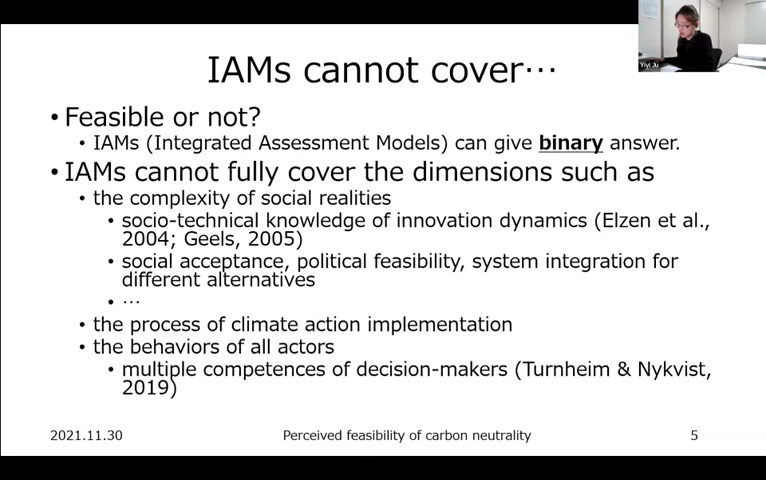 IAMs cannot cover…
• Feasible or not?
• IAMs (Integrated Assessment Models) can give binary answer.
• IAMs cannot fully cover the dimensions such as
• the complexity of social realities
• socio-technical knowledge of innovation dynamics (Elzen et al.,
2004; Geels, 2005)
• social acceptance, political feasibility, system integration for
different alternatives
• …
• the process of climate action implementation
• the behaviors of all actors
• multiple competences of decision-makers (Turnheim & Nykvist,
2019)
2021.11.30
Perceived feasibility of carbon neutrality
5
Yiyi Ju